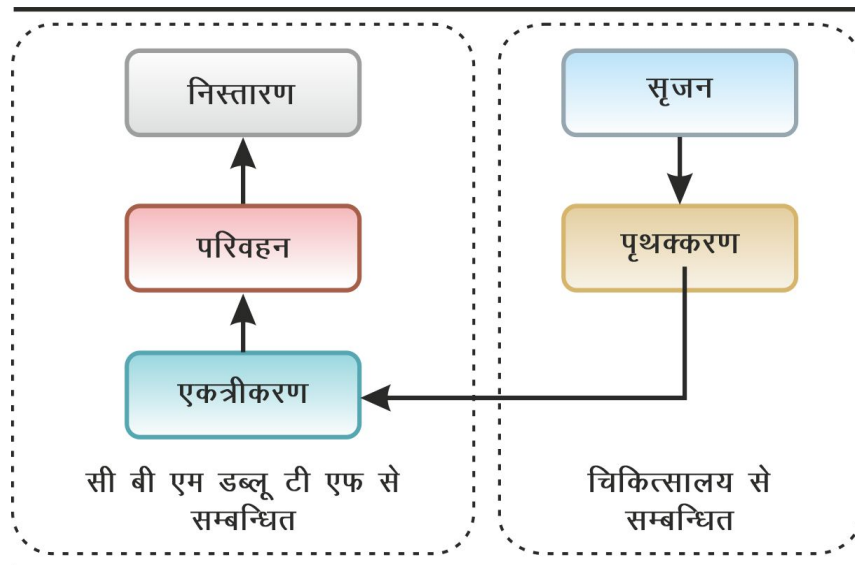 निस्तारण
परिवहन
एकत्रीकरण
सी बी एम डब्लू टी एफ से
सम्बन्धित
सृजन
पृथक्करण
चिकित्सालय से
सम्बन्धित